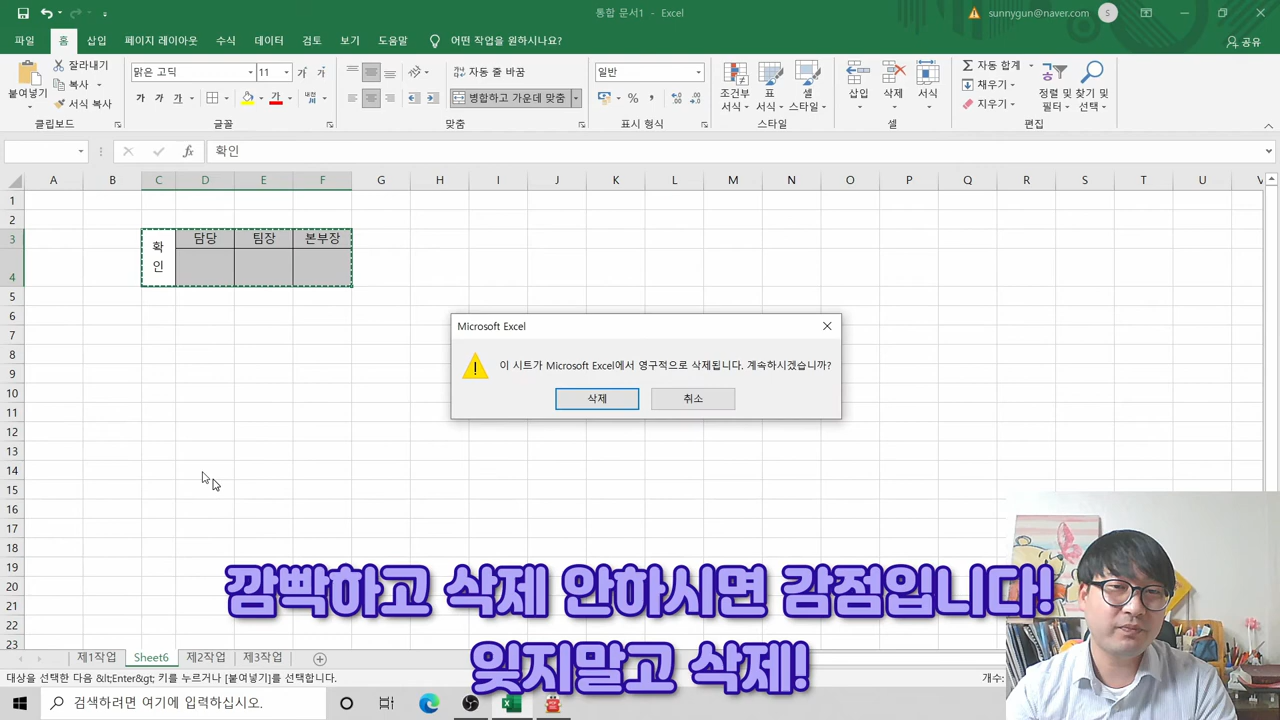 통합 문서1 - Excel
sunnygun@naver.com
S
파일
홈
삽입
페이지 레이아웃
수식
데이터
검토
보기
도움말
어떤 작업을 원하시나요?
공유
붙여넣기
잘라내기
복사
서식 복사
클립보드
맑은 고딕
11
가
가
가
가
가
가
글꼴
자동 줄 바꿈
병합하고 가운데 맞춤
맞춤
일반
%
표시 형식
조건부 서식
표 서식
셀 스타일
스타일
삽입
삭제
서식
셀
자동 합계
채우기
지우기
정렬 및 필터
찾기 및 선택
편집
fx
확인
A B C D E F G H I J K L M N O P Q R S T U V
1
2
3
4
5
6
7
8
9
10
11
12
13
14
15
16
17
18
19
20
21
22
23
확
인
담당 팀장 본부장
Microsoft Excel
이 시트가 Microsoft Excel에서 영구적으로 삭제됩니다. 계속하시겠습니까?
삭제
취소
깜빡하고 삭제 안하시면 감점입니다!
잊지말고 삭제!
제1작업
Sheet6
제2작업
제3작업
대상을 선택한 다음 &lt;Enter&gt; 키를 누르거나 [붙여넣기]를 선택합니다.
개수:
검색하려면 여기에 입력하십시오.